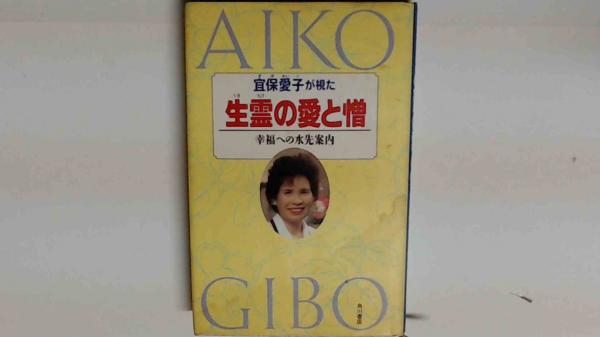 AIKO
宜保愛子が視た
生霊の愛と憎
幸福への水先案内
GIBO
角川書店